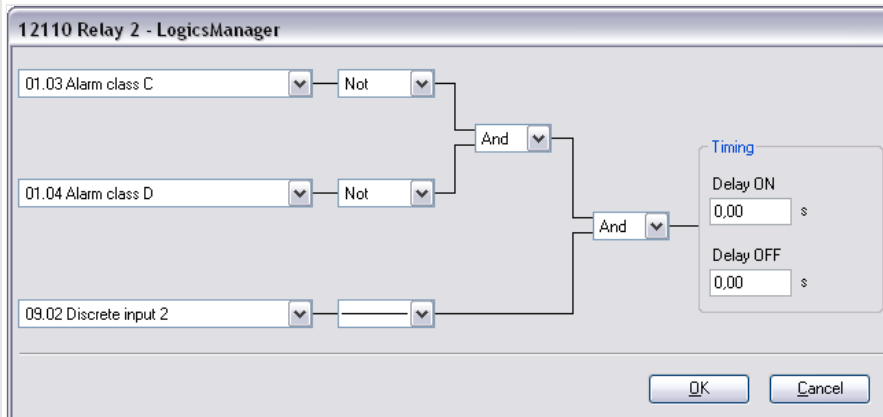 12110 Relay 2 - LogicsManager
01.03 Alarm class C
Not
And
01.04 Alarm class D
Not
And
09.02 Discrete input 2
Timing
Delay ON
0,00 s
Delay OFF
0,00 s
OK
Cancel